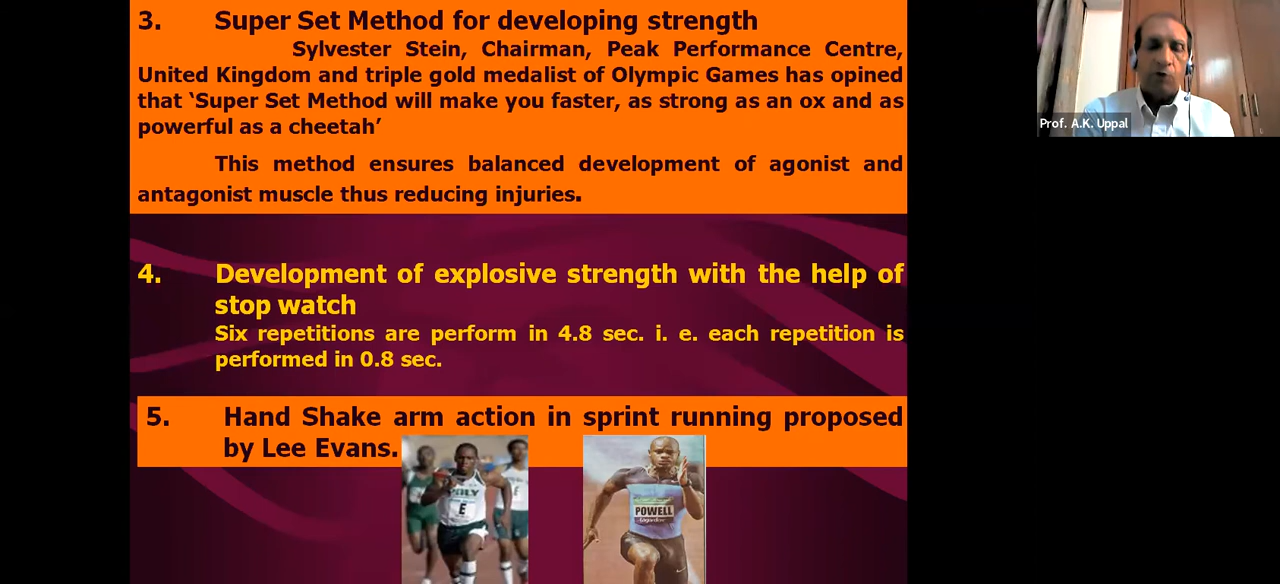 3. Super Set Method for developing strength
Sylvester Stein, Chairman, Peak Performance Centre,
United Kingdom and triple gold medalist of Olympic Games has opined
that ‘Super Set Method will make you faster, as strong as an ox and as
powerful as a cheetah’
This method ensures balanced development of agonist and
antagonist muscle thus reducing injuries.
4. Development of explosive strength with the help of
stop watch
Six repetitions are perform in 4.8 sec. i. e. each repetition is
performed in 0.8 sec.
5. Hand Shake arm action in sprint running proposed
by Lee Evans.
POLY
E
POWELL
Prof. A.K. Uppal